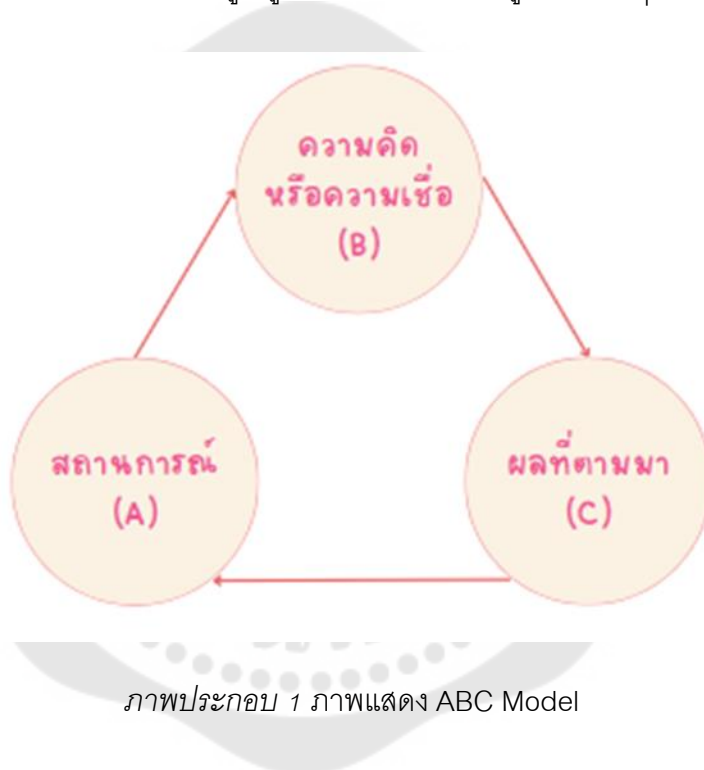 ความคิด
หรือความเชื่อ
(B)
สถานการณ์
(A)
ผลที่ตามมา
(C)
ภาพประกอบ 1 ภาพแสดง ABC Model